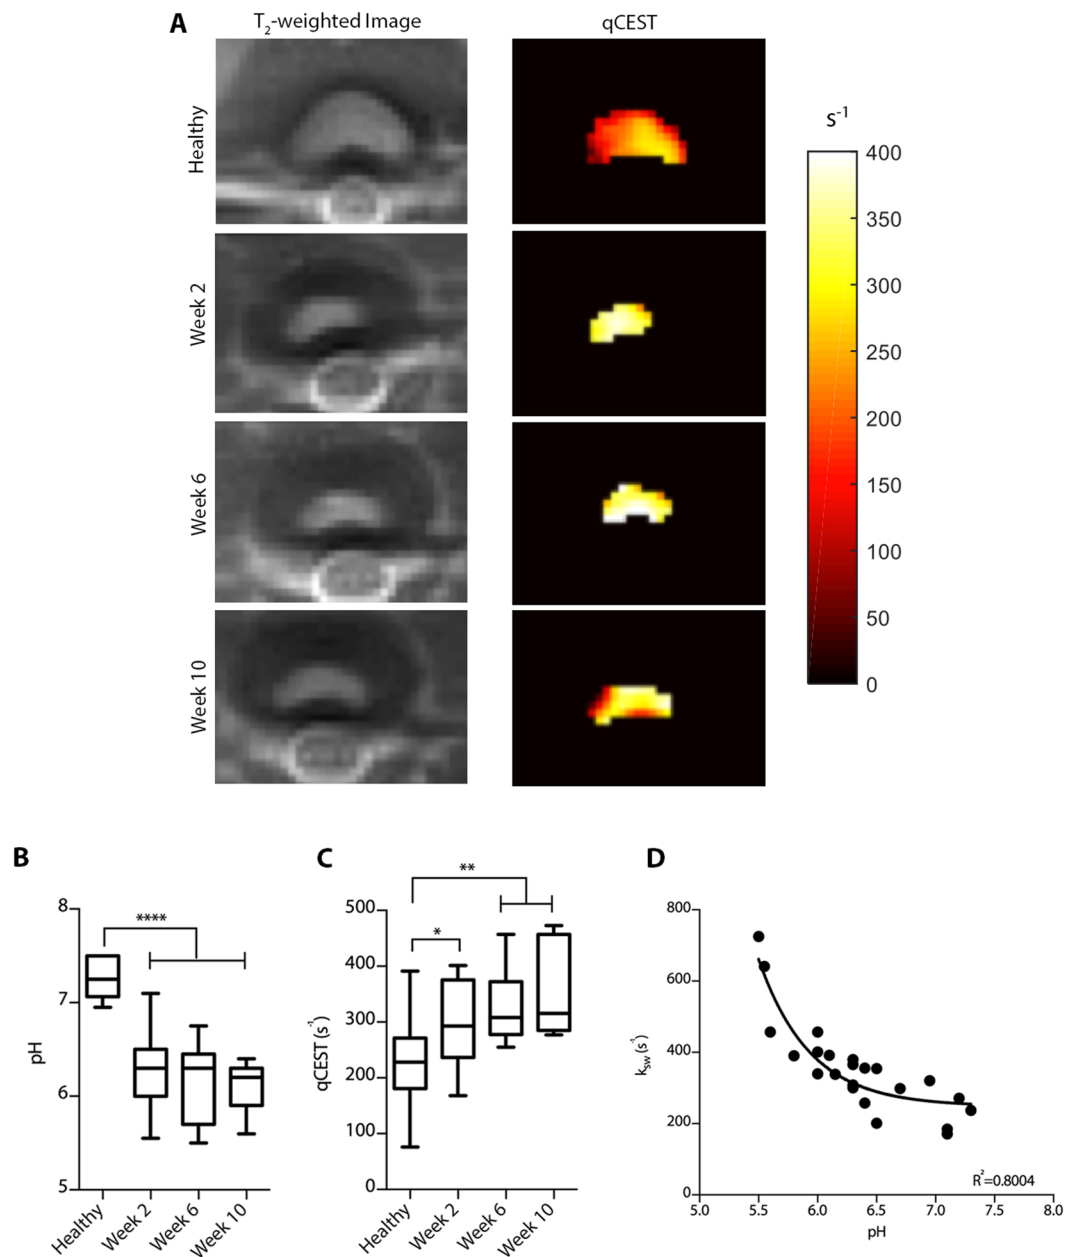 A
T2-weighted Image
qCEST
Healthy
Week 2
Week 6
Week 10
s-1
400
350
300
250
200
150
100
50
0
B
****
8
7
6
5
pH
Healthy
Week 2
Week 6
Week 10
C
**
*
500
400
300
200
100
0
qCEST (s-1)
Healthy
Week 2
Week 6
Week 10
D
800
600
400
200
0
ksw (s-1)
R2=0.8004
5.0 5.5 6.0 6.5 7.0 7.5 8.0
pH